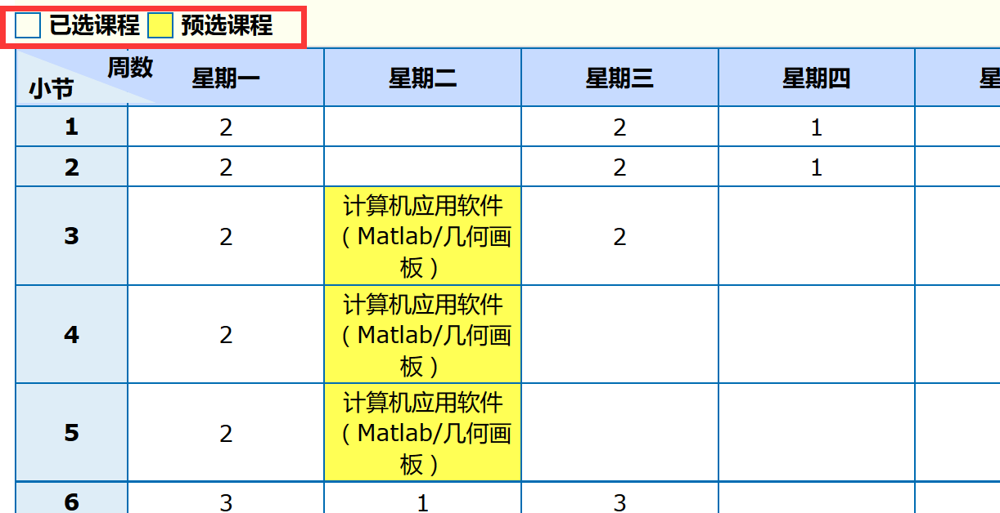 已选课程 预选课程
周数 小节 星期一 星期二 星期三 星期四
1 2 2 1
2 2 2 1
3 2 计算机应用软件 2
(Matlab/几何画
板)
4 2 计算机应用软件
(Matlab/几何画
板)
5 2 计算机应用软件
(Matlab/几何画
板)
6 3 1 3